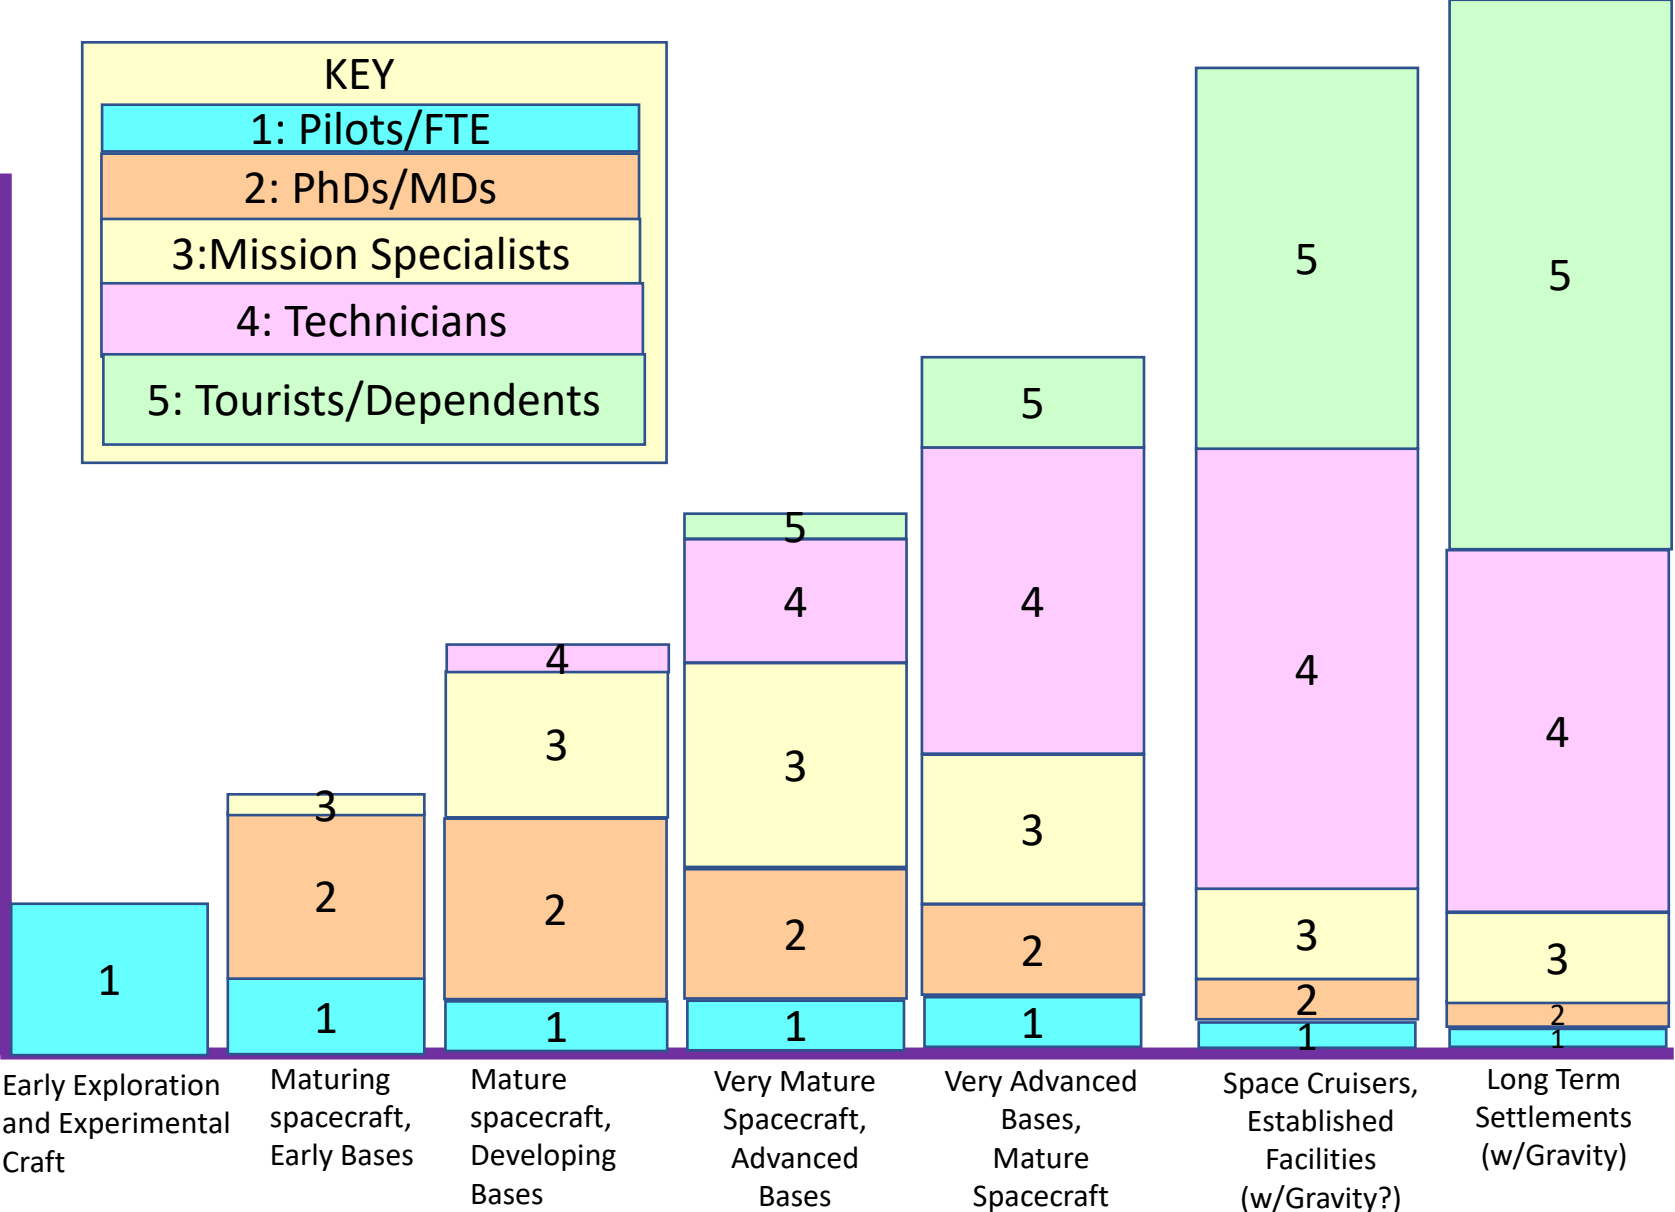 KEY
1: Pilots/FTE
2: PhDs/MDs
3:Mission Specialists
4: Technicians
5: Tourists/Dependents
1
3
2
1
4
3
2
1
5
4
3
2
1
5
4
3
2
1
5
4
3
2
1
5
4
3
2
1
Early Exploration
and Experimental
Craft
Maturing
spacecraft,
Early Bases
Mature
spacecraft,
Developing
Bases
Very Mature
Spacecraft,
Advanced
Bases
Very Advanced
Bases,
Mature
Spacecraft
Space Cruisers,
Established
Facilities
(w/Gravity?)
Long Term
Settlements
(w/Gravity)